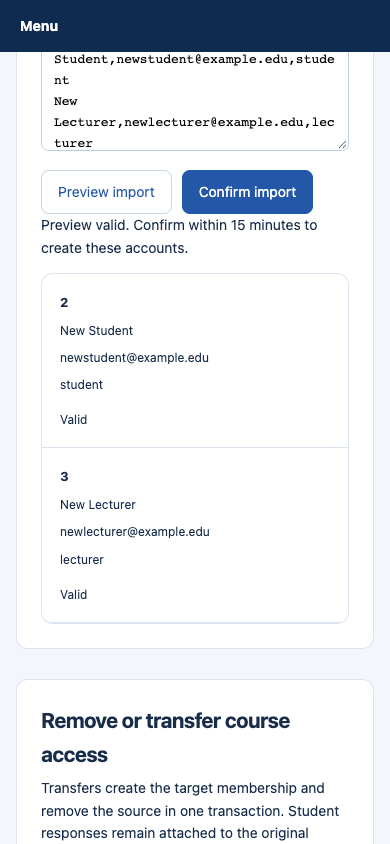 Menu
Student,newstudent@example.edu,stude
nt
New
Lecturer,newlecturer@example.edu,lec
turer
Preview import
Confirm import
Preview valid. Confirm within 15 minutes to
create these accounts.
2
New Student
newstudent@example.edu
student
Valid
3
New Lecturer
newlecturer@example.edu
lecturer
Valid
Remove or transfer course
access
Transfers create the target membership and
remove the source in one transaction. Student
responses remain attached to the original